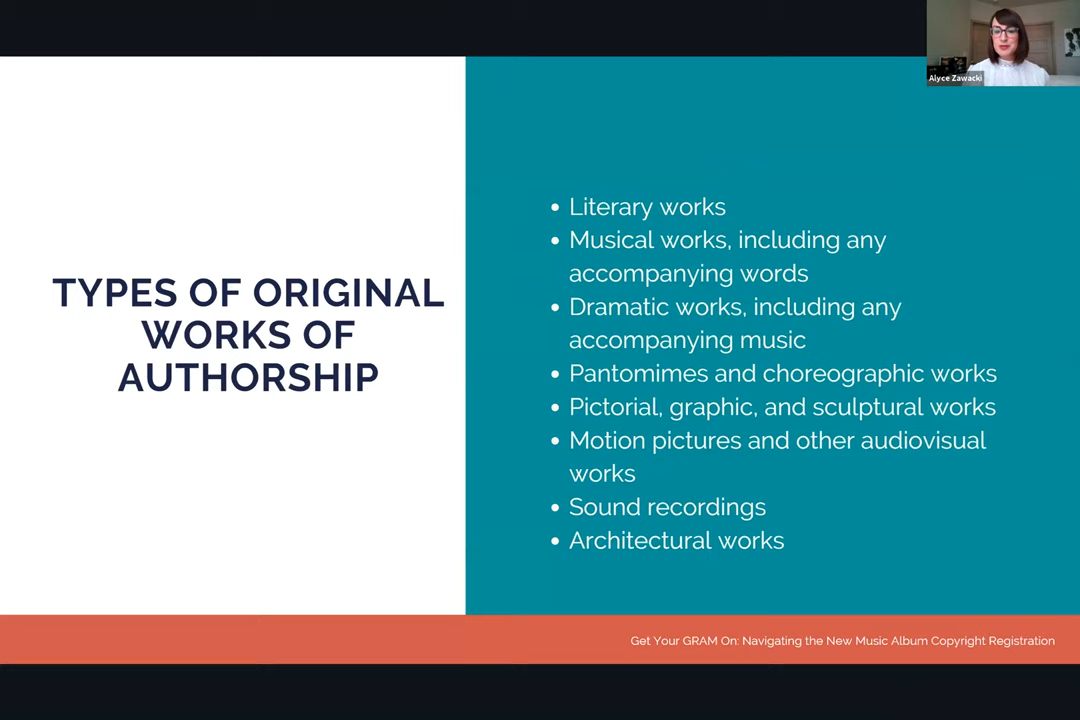 Alyce Zawacki
TYPES OF ORIGINAL
WORKS OF
AUTHORSHIP
• Literary works
• Musical works, including any
accompanying words
• Dramatic works, including any
accompanying music
• Pantomimes and choreographic works
• Pictorial, graphic, and sculptural works
• Motion pictures and other audiovisual
works
• Sound recordings
• Architectural works
Get Your GRAM On: Navigating the New Music Album Copyright Registration